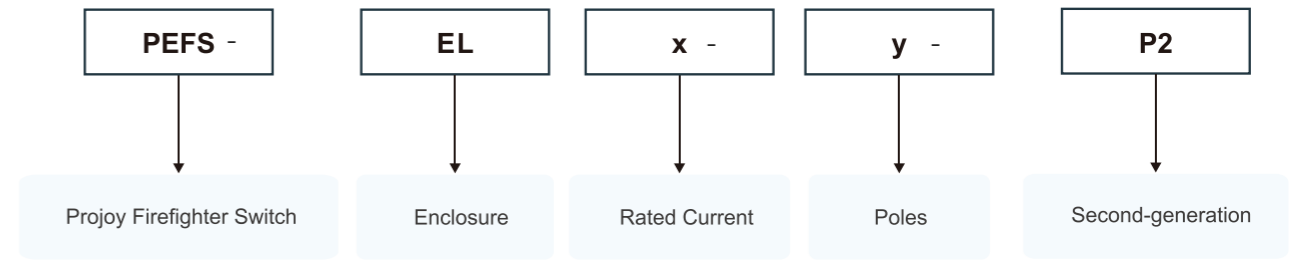 PEFS - EL x - y - P2
Projoy Firefighter Switch Enclosure Rated Current Poles Second-generation